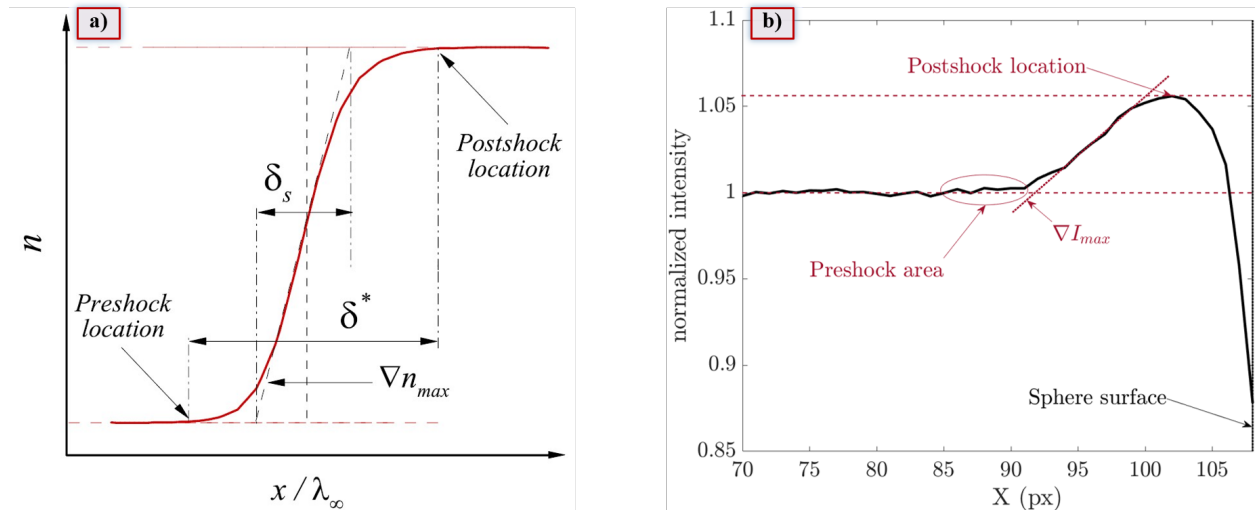 a)
n
Preshock
location
Postshock
location
δs
δ*
∇nmax
x / λ∞
b)
normalized intensity
1.1
1.05
1
0.95
0.9
0.85
70
75
80
85
90
95
100
105
X (px)
Postshock location
∇Imax
Preshock area
Sphere surface